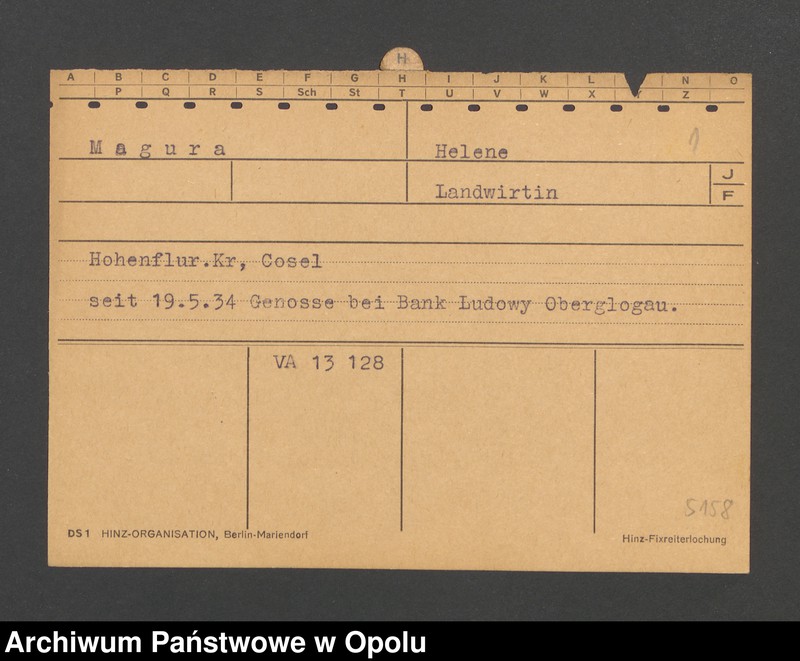 H
A B C D E F G H I J K L N O
P Q R S Sch St T U V W X Z
1
Magura Helene
J
Landwirtin
F
Hohenflur.Kr, Cosel
seit 19.5.34 Genosse bei Bank Ludowy Oberglogau.
VA 13 128
5158
DS1 HINZ-ORGANISATION, Berlin-Mariendorf Hinz-Fixreiterlochung
Archiwum Państwowe w Opolu